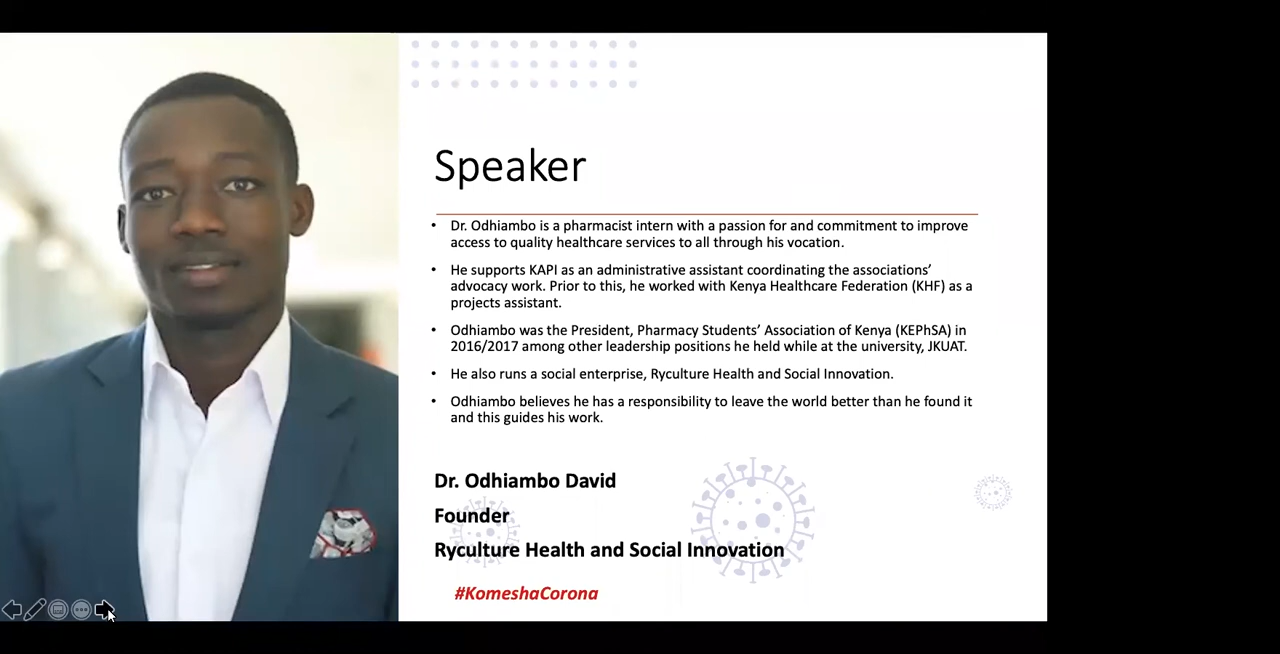 Speaker
• Dr. Odhiambo is a pharmacist intern with a passion for and commitment to improve
access to quality healthcare services to all through his vocation.
• He supports KAPI as an administrative assistant coordinating the associations’
advocacy work. Prior to this, he worked with Kenya Healthcare Federation (KHF) as a
projects assistant.
• Odhiambo was the President, Pharmacy Students’ Association of Kenya (KEPhSA) in
2016/2017 among other leadership positions he held while at the university, JKUAT.
• He also runs a social enterprise, Ryculture Health and Social Innovation.
• Odhiambo believes he has a responsibility to leave the world better than he found it
and this guides his work.
Dr. Odhiambo David
Founder
Ryculture Health and Social Innovation
#KomeshaCorona